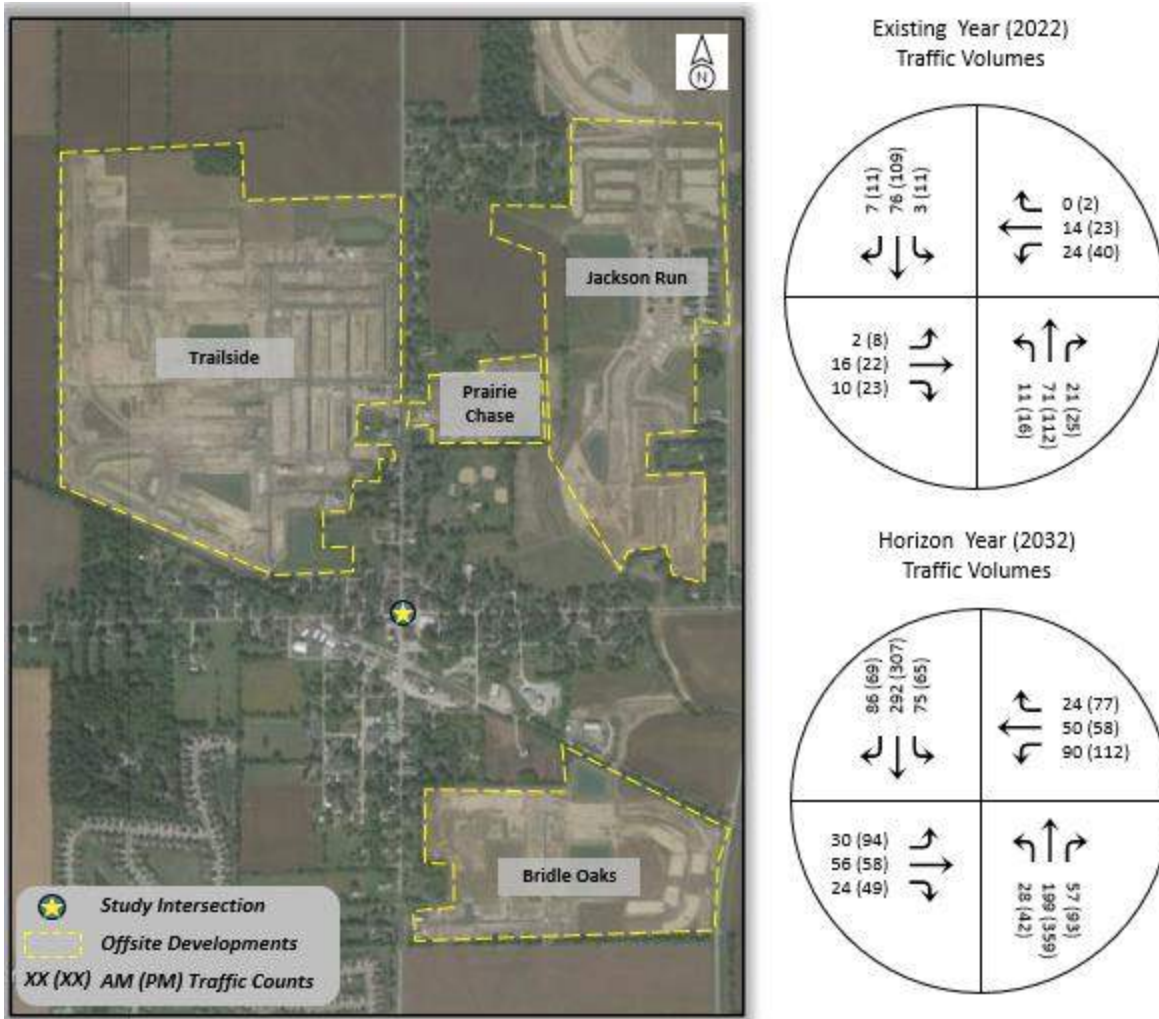 N
Trailside
Jackson Run
Prairie
Chase
Bridle Oaks
Study Intersection
Offsite Developments
XX (XX) AM (PM) Traffic Counts
Existing Year (2022)
Traffic Volumes
7 (11)
76 (109)
3 (11)
0 (2)
14 (23)
24 (40)
2 (8)
16 (22)
10 (23)
11 (16)
71 (112)
21 (25)
Horizon Year (2032)
Traffic Volumes
86 (69)
292 (307)
75 (65)
24 (77)
50 (58)
90 (112)
30 (94)
56 (58)
24 (49)
28 (42)
199 (359)
57 (93)